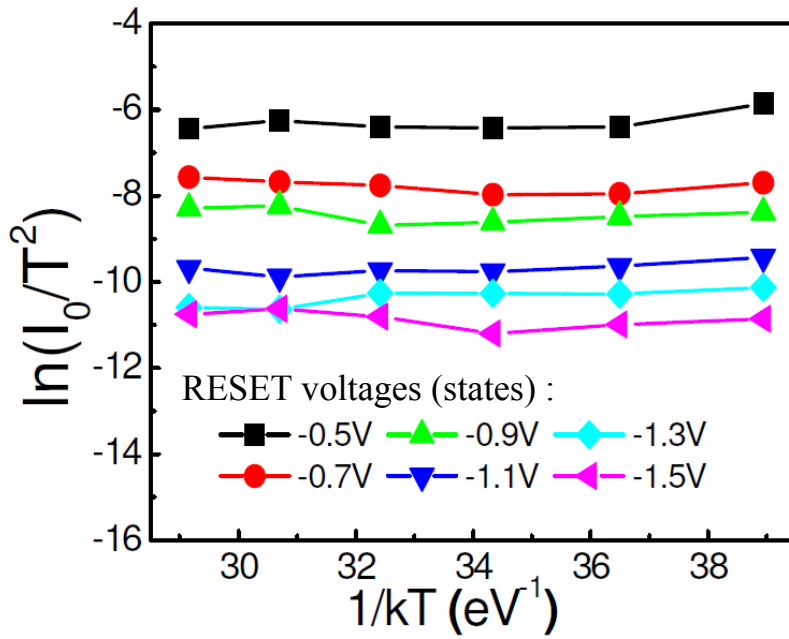 -4
-6
-8
-10
-12
-14
-16
ln(I₀/T²)
RESET voltages (states) :
-0.5V -0.9V -1.3V
-0.7V -1.1V -1.5V
30 32 34 36 38
1/kT (eV⁻¹)